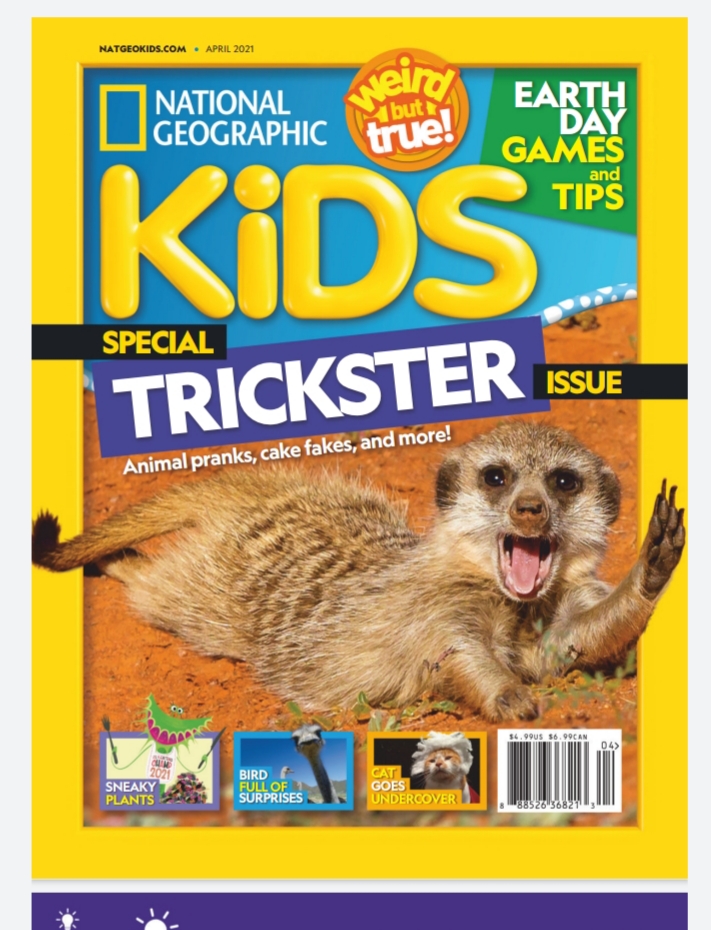 NATGEOKIDS.COM • APRIL 2021
NATIONAL
GEOGRAPHIC
KiDS
weird
but
true!
EARTH
DAY
GAMES
and
TIPS
SPECIAL
TRICKSTER
ISSUE
Animal pranks, cake fakes, and more!
2021
SNEAKY
PLANTS
BIRD
FULL OF
SURPRISES
CAT
GOES
UNDERCOVER
$4.99US $6.99CAN
04>
8 88526 36821 3